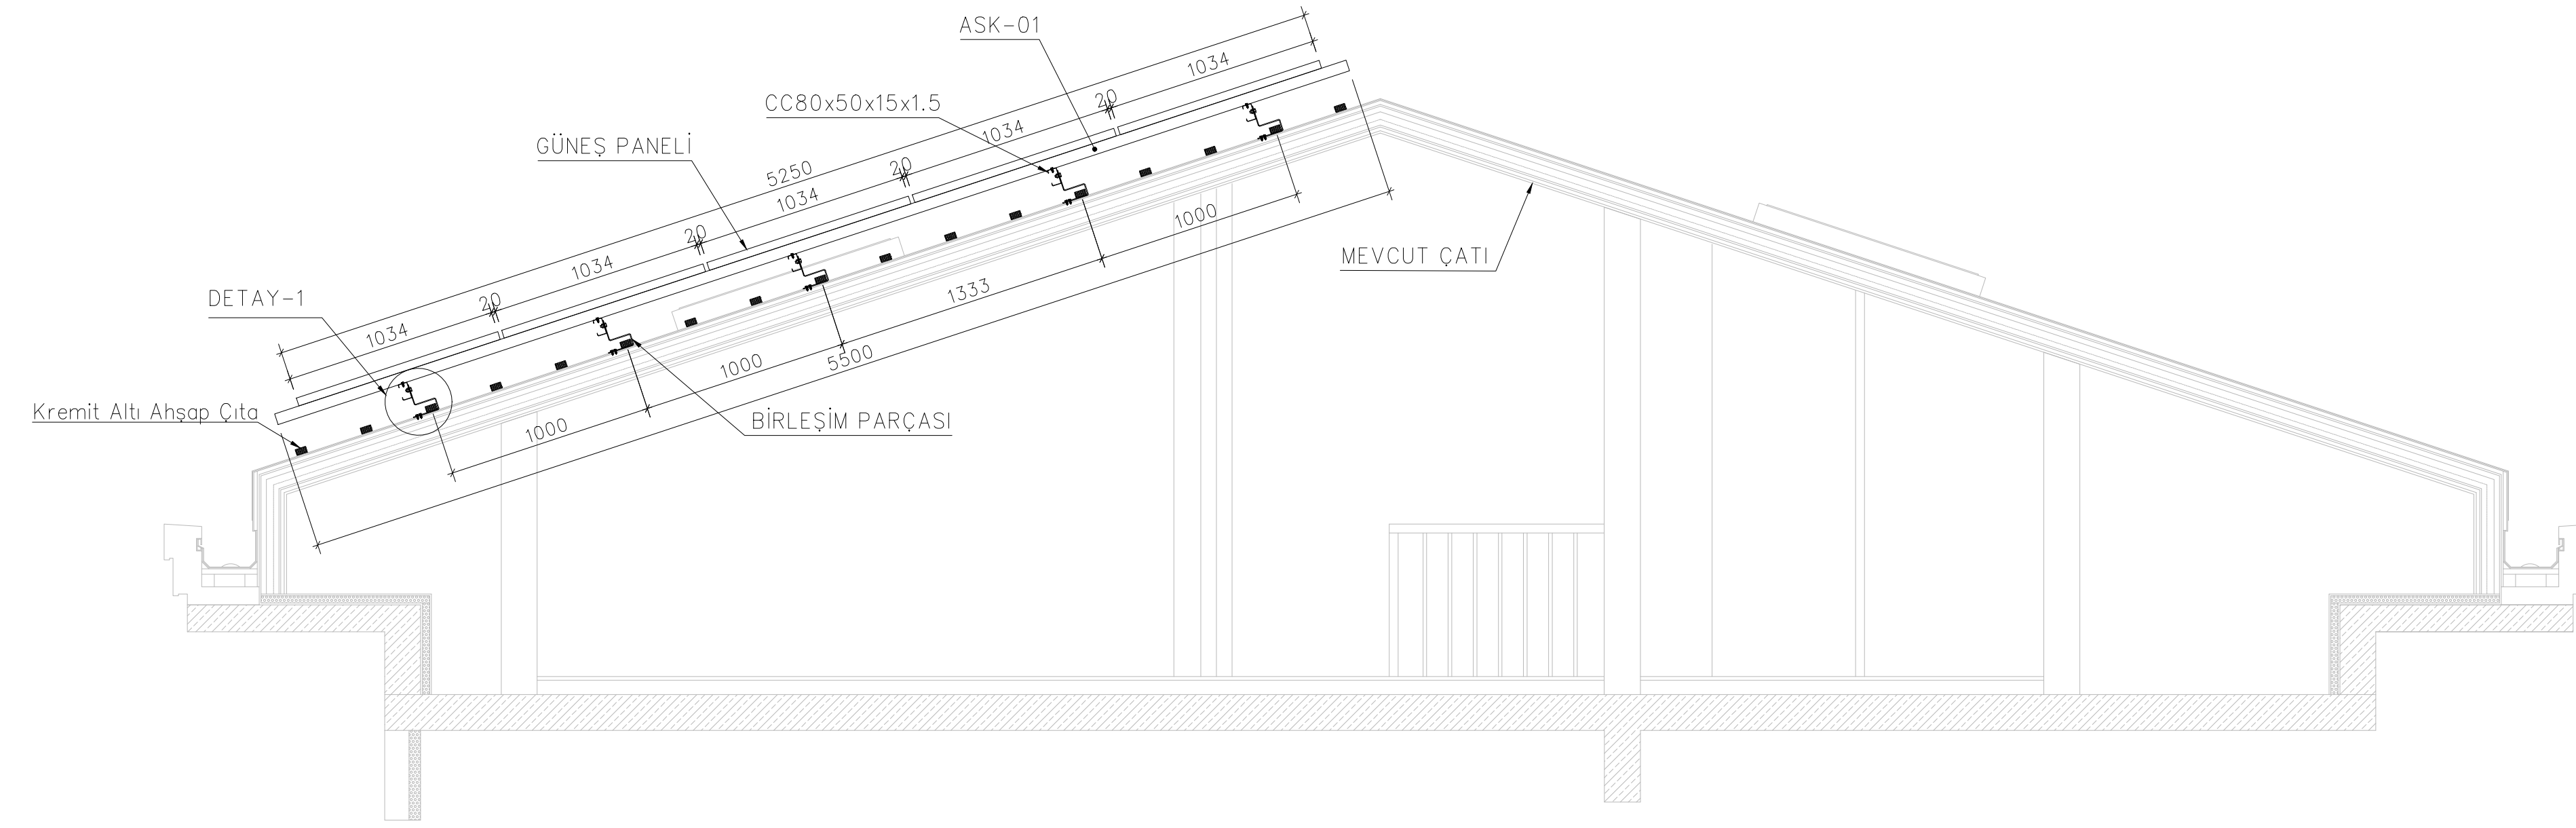 ASK-01
1034
CC80x50x15x1.5
20
1034
GÜNEŞ PANELİ
5250
20
1034
1000
20
1034
MEVCUT ÇATI
DETAY-1
20
1333
1034
5500
1000
Kremit Altı Ahşap Çıta
BİRLEŞİM PARÇASI
1000